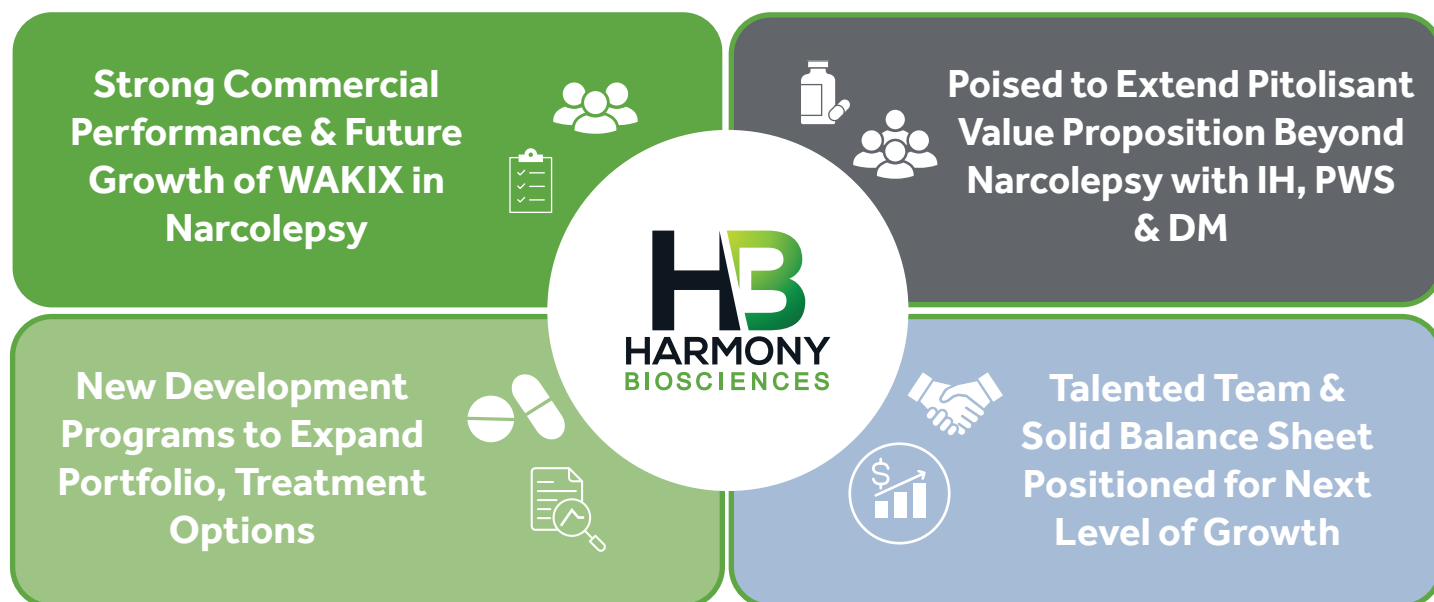 Strong Commercial
Performance & Future
Growth of WAKIX in
Narcolepsy
Poised to Extend Pitolisant
Value Proposition Beyond
Narcolepsy with IH, PWS
& DM
HB
HARMONY
BIOSCIENCES
New Development
Programs to Expand
Portfolio, Treatment
Options
$
Talented Team &
Solid Balance Sheet
Positioned for Next
Level of Growth